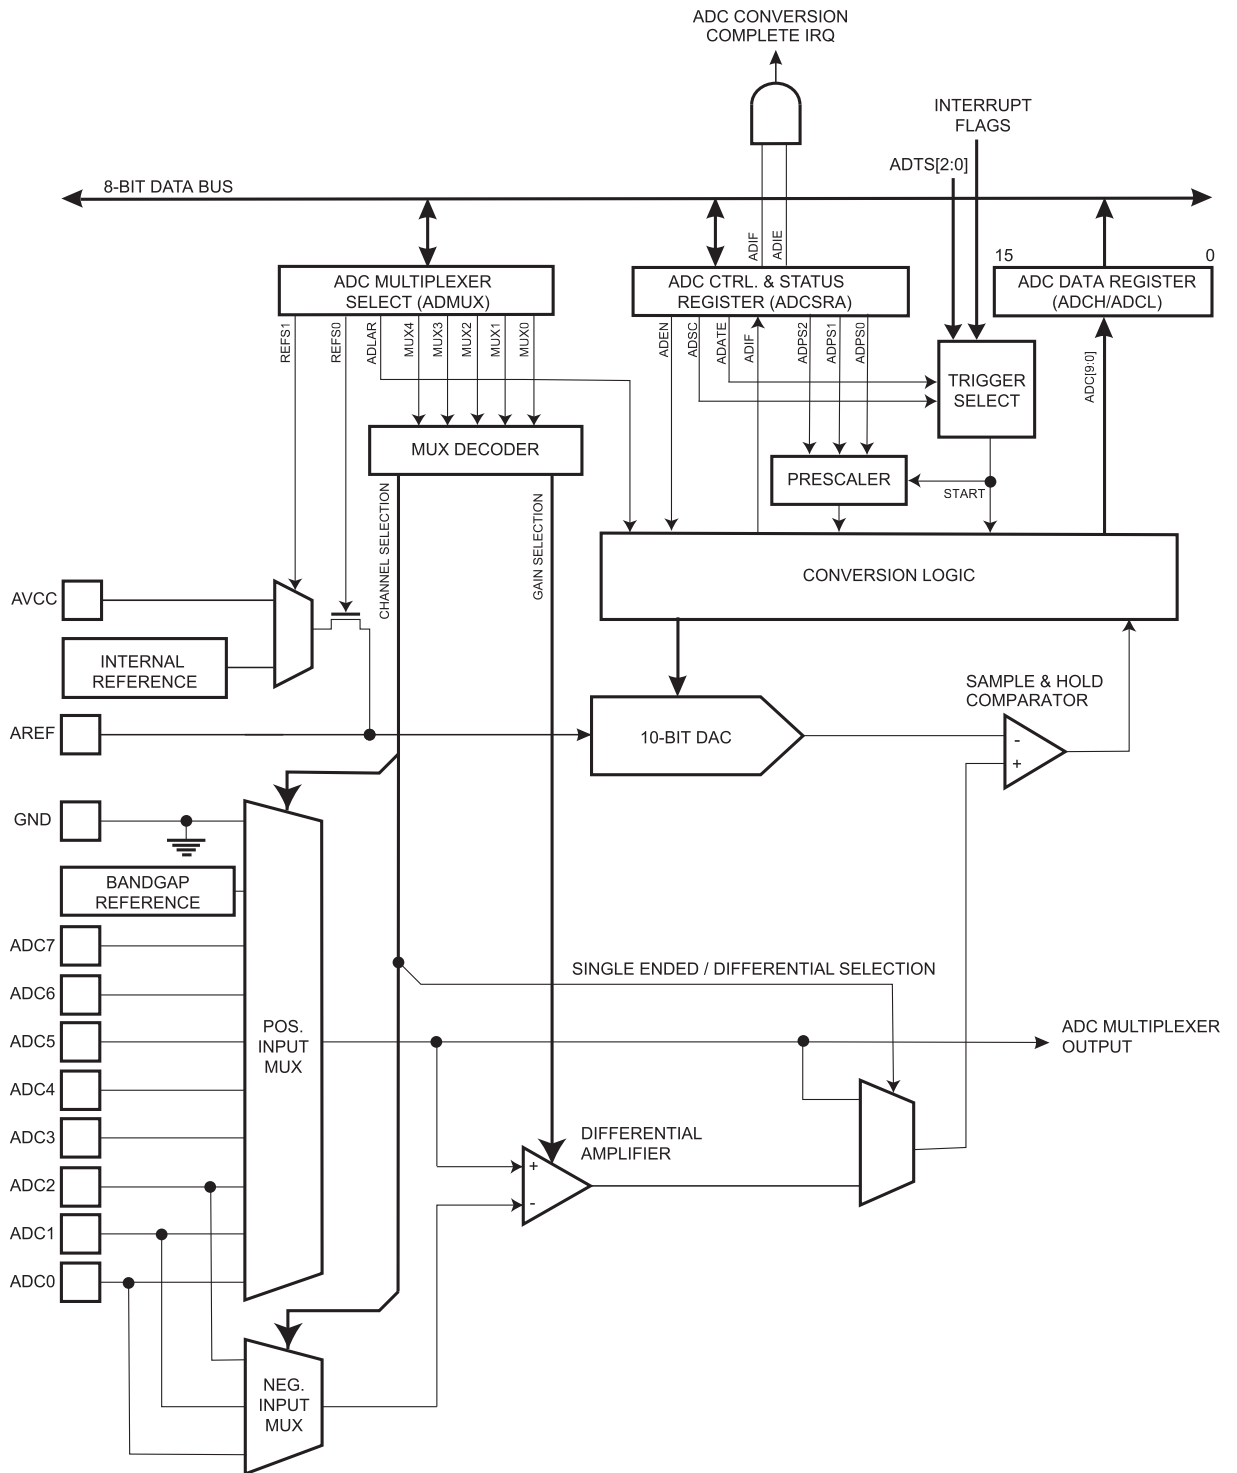 ADC CONVERSION
COMPLETE IRQ
INTERRUPT
FLAGS
ADTS[2:0]
8-BIT DATA BUS
ADIF
ADIE
15
0
ADC MULTIPLEXER
SELECT (ADMUX)
ADC CTRL. & STATUS
REGISTER (ADCSRA)
ADC DATA REGISTER
(ADCH/ADCL)
REFS1
REFS0
ADLAR
MUX4
MUX3
MUX2
MUX1
MUX0
ADEN
ADSC
ADATE
ADIF
ADPS2
ADPS1
ADPS0
ADC[9:0]
TRIGGER
SELECT
MUX DECODER
PRESCALER
START
CHANNEL SELECTION
GAIN SELECTION
CONVERSION LOGIC
AVCC
INTERNAL
REFERENCE
SAMPLE & HOLD
COMPARATOR
AREF
10-BIT DAC
-
+
GND
BANDGAP
REFERENCE
ADC7
ADC6
ADC5
ADC4
ADC3
ADC2
ADC1
ADC0
SINGLE ENDED / DIFFERENTIAL SELECTION
POS.
INPUT
MUX
ADC MULTIPLEXER
OUTPUT
DIFFERENTIAL
AMPLIFIER
+
-
NEG.
INPUT
MUX